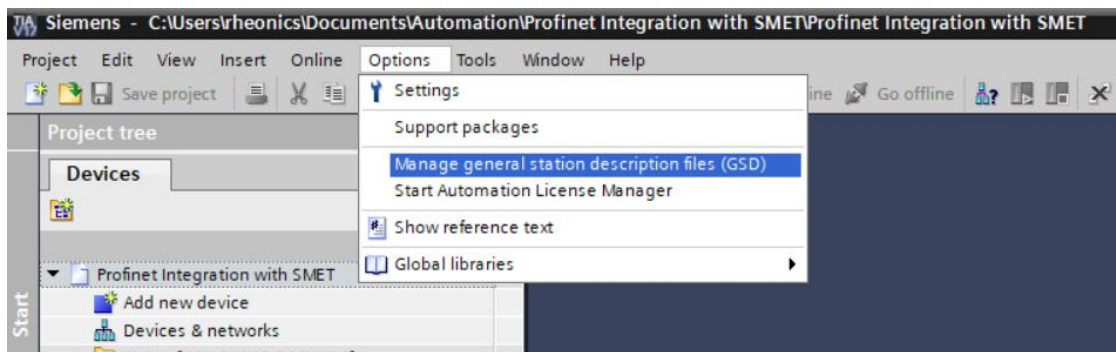 Siemens - C:\Users\rheonics\Documents\Automation\Profinet Integration with SMET\Profinet Integration with SMET
Project Edit View Insert Online Options Tools Window Help
Save project Settings Go offline
Support packages
Project tree
Manage general station description files (GSD)
Devices
Start Automation License Manager
Show reference text
Global libraries
Profinet Integration with SMET
Add new device
Devices & networks
Start